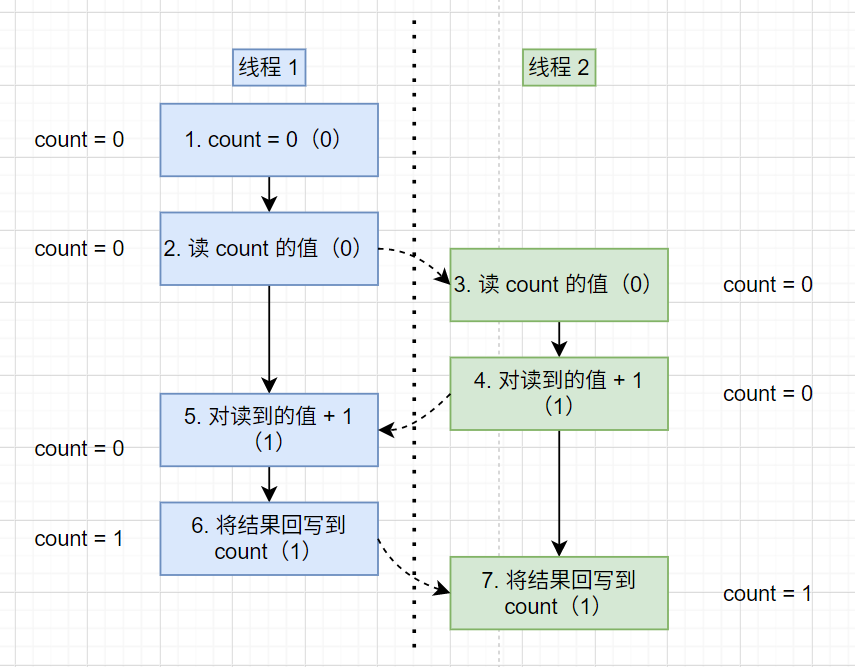 线程 1
线程 2
count = 0
1. count = 0（0）
count = 0
2. 读 count 的值（0）
3. 读 count 的值（0）
count = 0
4. 对读到的值 + 1
（1）
count = 0
5. 对读到的值 + 1
（1）
count = 0
6. 将结果回写到
count（1）
count = 1
7. 将结果回写到
count（1）
count = 1